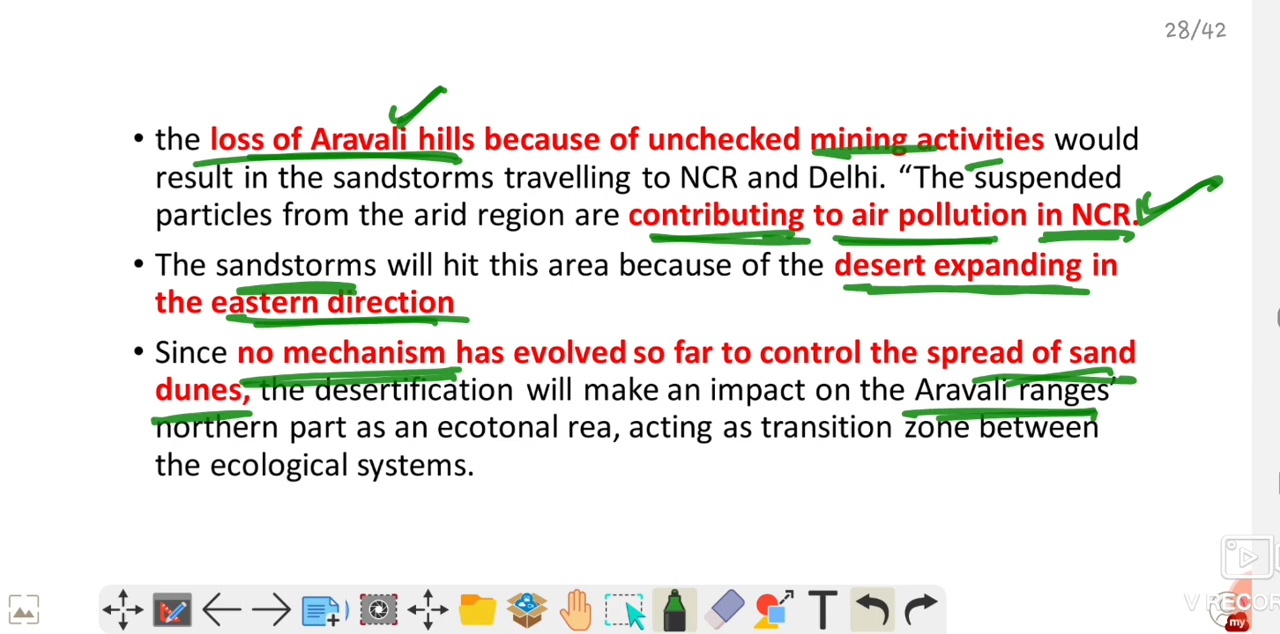 28/42
• the loss of Aravali hills because of unchecked mining activities would
result in the sandstorms travelling to NCR and Delhi. “The suspended
particles from the arid region are contributing to air pollution in NCR.
• The sandstorms will hit this area because of the desert expanding in
the eastern direction
• Since no mechanism has evolved so far to control the spread of sand
dunes, the desertification will make an impact on the Aravali ranges’
northern part as an ecotonal rea, acting as transition zone between
the ecological systems.
V RECOR
my